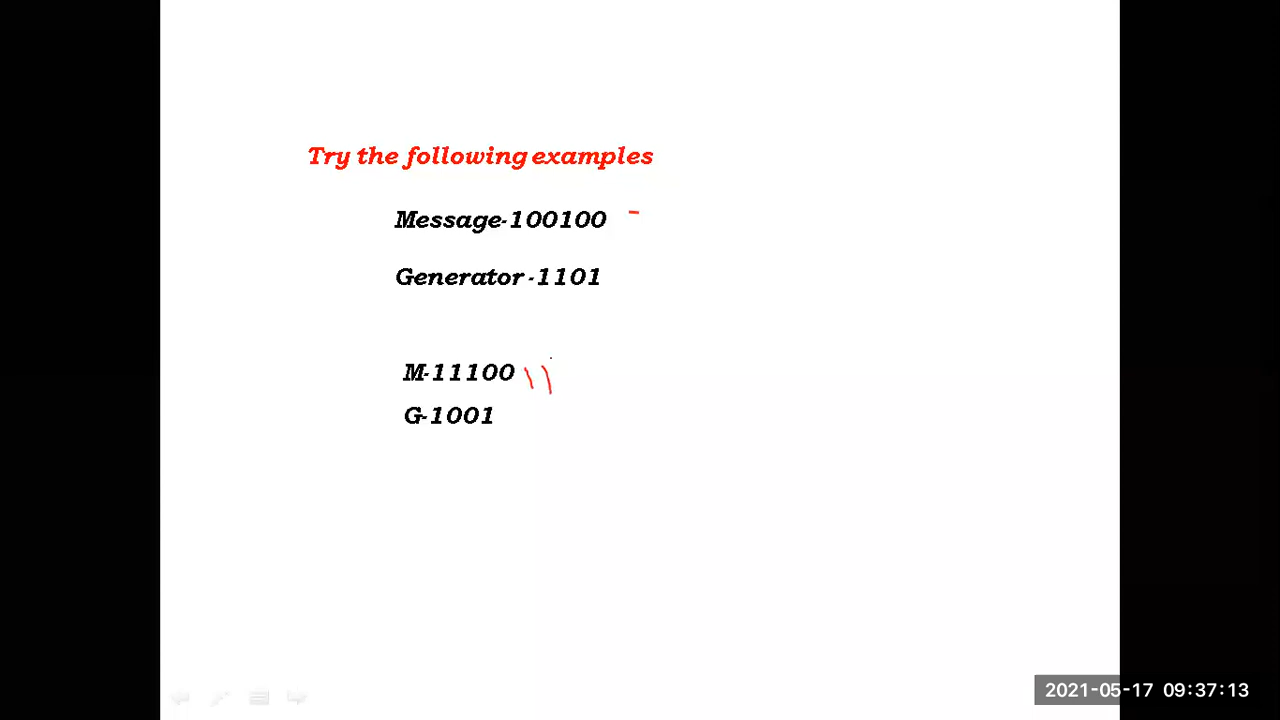 Try the following examples
Message-100100
Generator -1101
M-11100
G-1001
2021-05-17 09:37:13